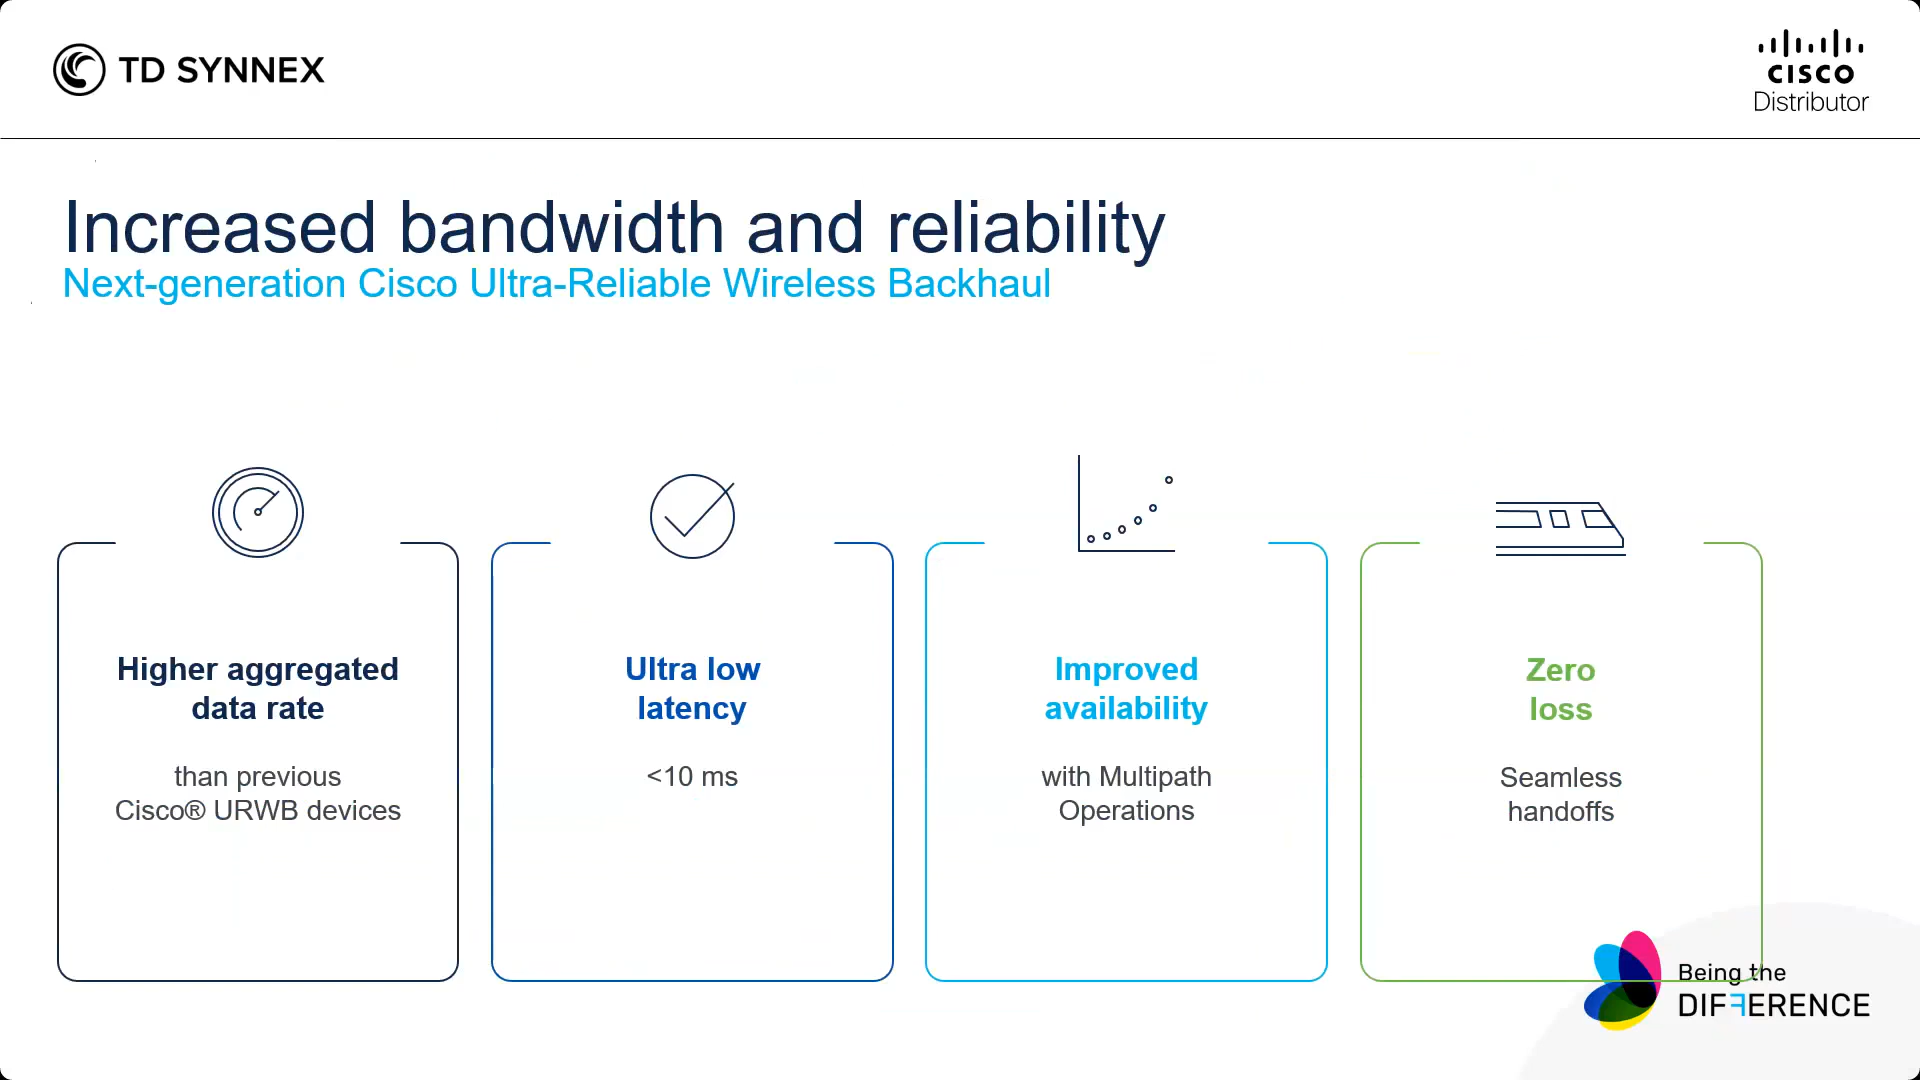 TD SYNNEX
CISCO
Distributor
Increased bandwidth and reliability
Next-generation Cisco Ultra-Reliable Wireless Backhaul
Higher aggregated
data rate
than previous
Cisco® URWB devices
Ultra low
latency
<10 ms
Improved
availability
with Multipath
Operations
Zero
loss
Seamless
handoffs
Being the
DIFFERENCE